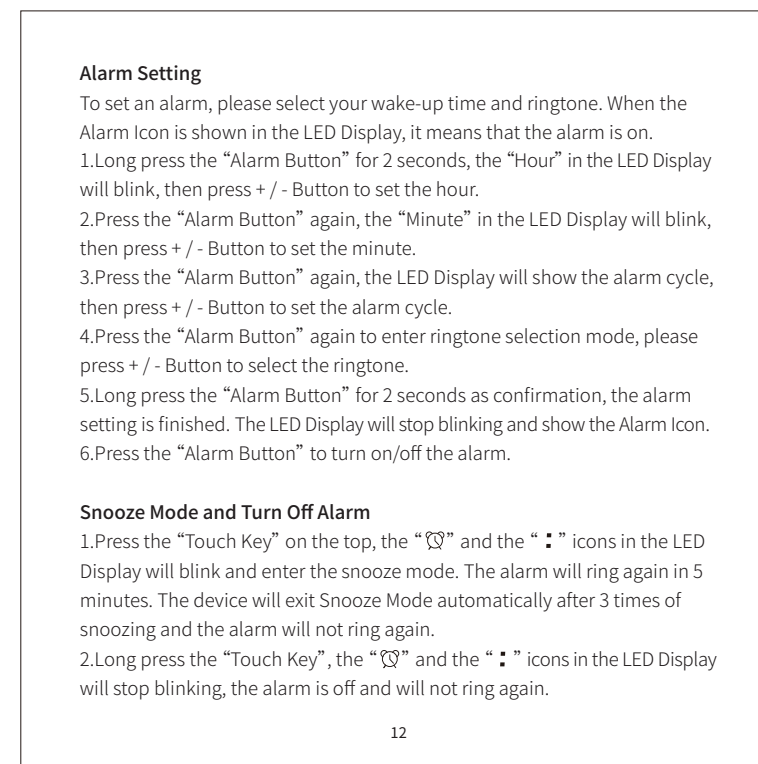 Alarm Setting
To set an alarm, please select your wake-up time and ringtone. When the
Alarm Icon is shown in the LED Display, it means that the alarm is on.
1.Long press the “Alarm Button” for 2 seconds, the “Hour” in the LED Display
will blink, then press + / - Button to set the hour.
2.Press the “Alarm Button” again, the “Minute” in the LED Display will blink,
then press + / - Button to set the minute.
3.Press the “Alarm Button” again, the LED Display will show the alarm cycle,
then press + / - Button to set the alarm cycle.
4.Press the “Alarm Button” again to enter ringtone selection mode, please
press + / - Button to select the ringtone.
5.Long press the “Alarm Button” for 2 seconds as confirmation, the alarm
setting is finished. The LED Display will stop blinking and show the Alarm Icon.
6.Press the “Alarm Button” to turn on/off the alarm.
Snooze Mode and Turn Off Alarm
1.Press the “Touch Key” on the top, the “⏰” and the “ : ” icons in the LED
Display will blink and enter the snooze mode. The alarm will ring again in 5
minutes. The device will exit Snooze Mode automatically after 3 times of
snoozing and the alarm will not ring again.
2.Long press the “Touch Key”, the “⏰” and the “ : ” icons in the LED Display
will stop blinking, the alarm is off and will not ring again.
12